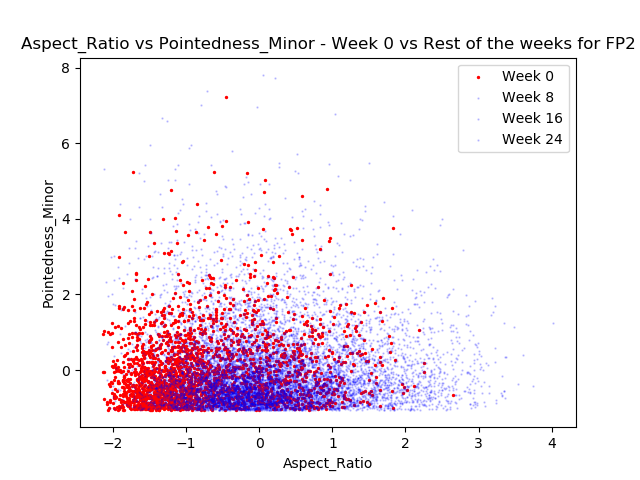 Aspect_Ratio vs Pointedness_Minor - Week 0 vs Rest of the weeks for FP2
Week 0
Week 8
Week 16
Week 24
8
6
4
2
0
Pointedness_Minor
−2
−1
0
1
2
3
4
Aspect_Ratio